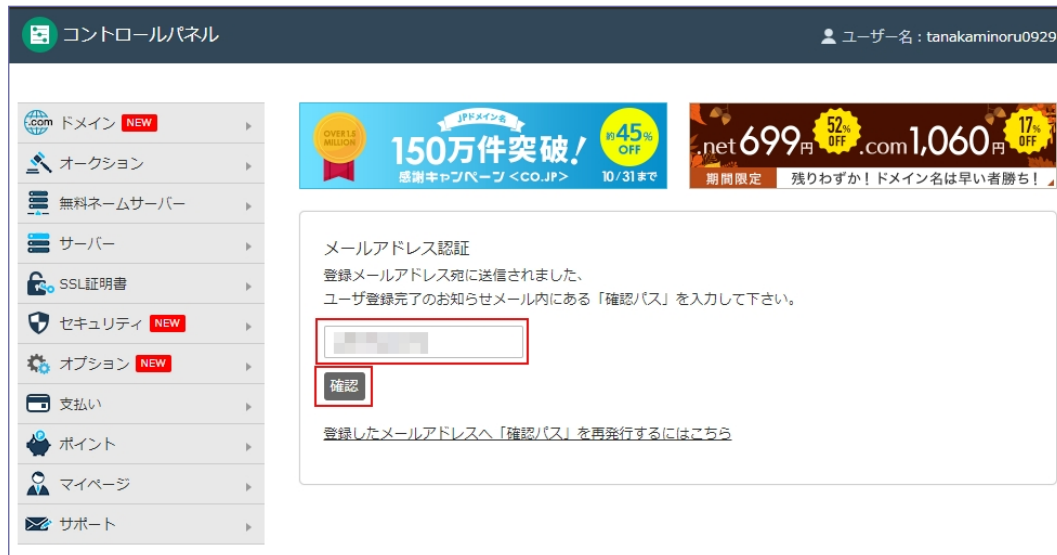 コントロールパネル
ユーザー名：tanakaminoru0929
.com ドメイン NEW
オークション
無料ネームサーバー
サーバー
SSL証明書
セキュリティ NEW
オプション NEW
支払い
ポイント
マイページ
サポート
OVER 1.5 MILLION
JPドメイン名
150万件突破！
約45%OFF
感謝キャンペーン <CO.JP>
10/31まで
.net 699円 52%OFF .com 1,060円 17%OFF
期間限定 残りわずか！ドメイン名は早い者勝ち！
メールアドレス認証
登録メールアドレス宛に送信されました、
ユーザ登録完了のお知らせメール内にある「確認パス」を入力して下さい。
確認
登録したメールアドレスへ「確認パス」を再発行するにはこちら